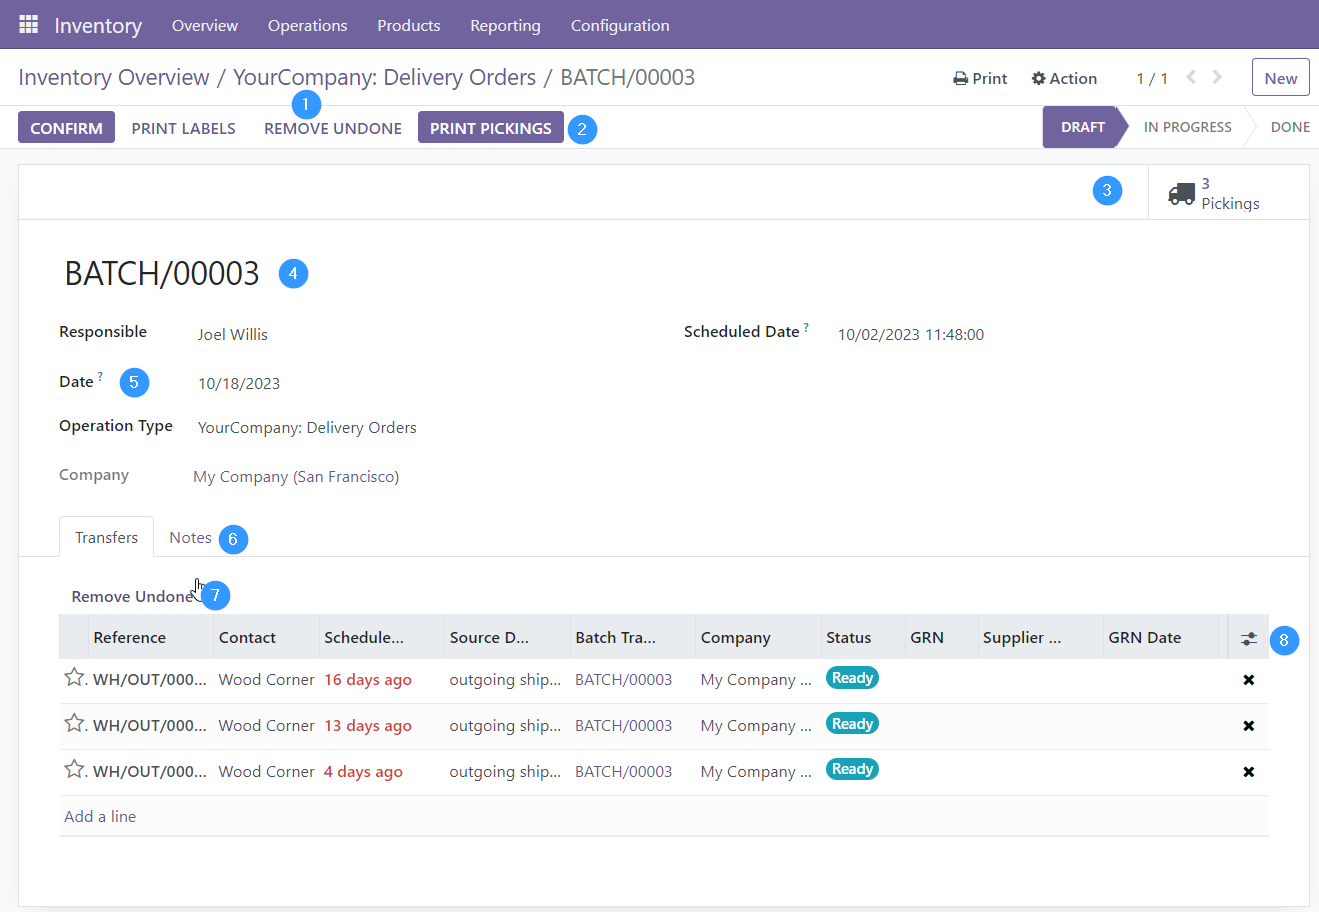 Inventory Overview Operations Products Reporting Configuration
Inventory Overview / YourCompany: Delivery Orders / BATCH/00003 Print Action 1 / 1 New
1
CONFIRM PRINT LABELS REMOVE UNDONE PRINT PICKINGS 2 DRAFT IN PROGRESS DONE
3 3
Pickings
BATCH/00003 4
Responsible Joel Willis Scheduled Date ? 10/02/2023 11:48:00
Date ? 5 10/18/2023
Operation Type YourCompany: Delivery Orders
Company My Company (San Francisco)
Transfers Notes 6
Remove Undone 7
Reference Contact Schedule... Source D... Batch Tra... Company Status GRN Supplier ... GRN Date 8
WH/OUT/000... Wood Corner 16 days ago outgoing ship... BATCH/00003 My Company ... Ready
WH/OUT/000... Wood Corner 13 days ago outgoing ship... BATCH/00003 My Company ... Ready
WH/OUT/000... Wood Corner 4 days ago outgoing ship... BATCH/00003 My Company ... Ready
Add a line